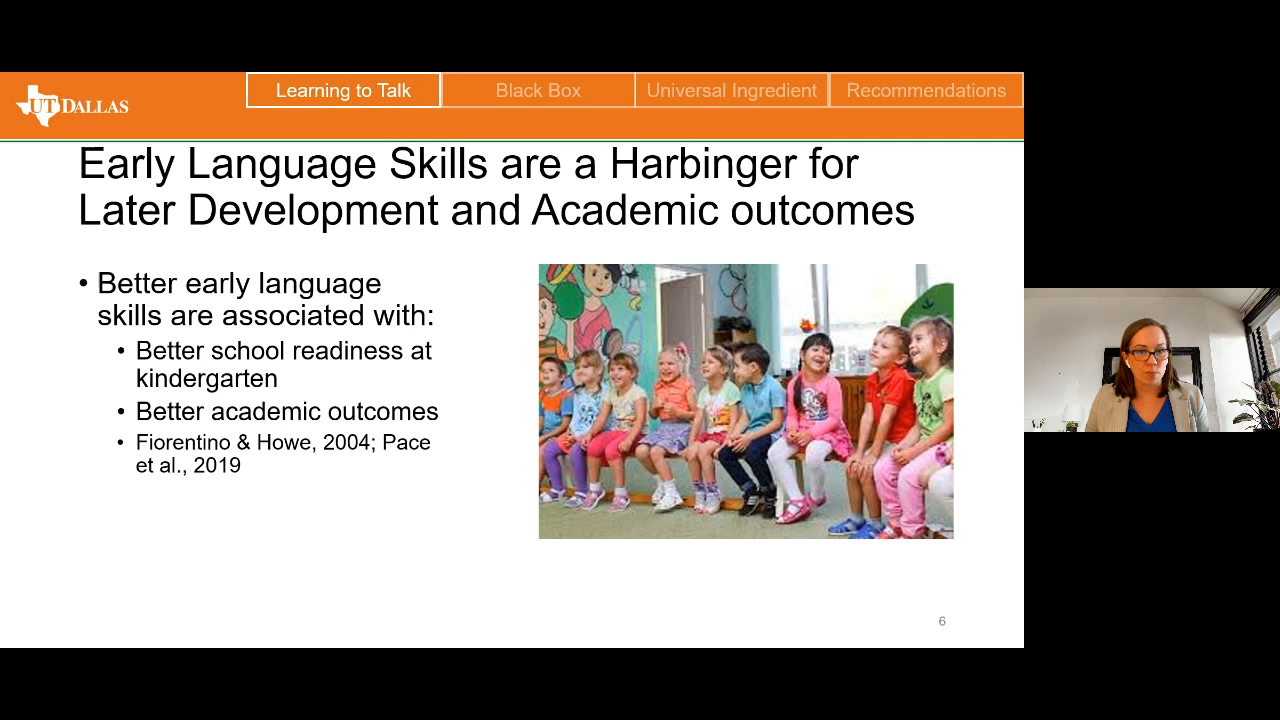 UT DALLAS
Learning to Talk
Black Box
Universal Ingredient
Recommendations
Early Language Skills are a Harbinger for
Later Development and Academic outcomes
• Better early language
skills are associated with:
• Better school readiness at
kindergarten
• Better academic outcomes
• Fiorentino & Howe, 2004; Pace
et al., 2019
6